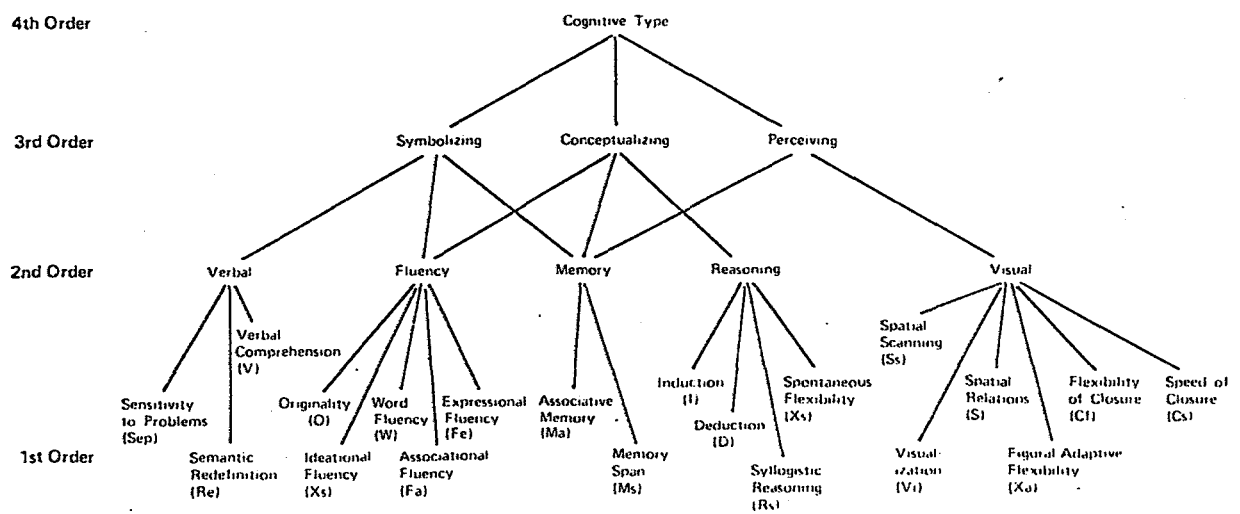 4th Order
Cognitive Type
3rd Order
Symbolizing
Conceptualizing
Perceiving
2nd Order
Verbal
Fluency
Memory
Reasoning
Visual
1st Order
Sensitivity
to Problems
(Sep)
Semantic
Redefinition
(Re)
Verbal
Comprehension
(V)
Originality
(O)
Ideational
Fluency
(Xs)
Word
Fluency
(W)
Associational
Fluency
(Fa)
Expressional
Fluency
(Fe)
Associative
Memory
(Ma)
Memory
Span
(Ms)
Induction
(I)
Deduction
(D)
Syllogistic
Reasoning
(Rs)
Spontaneous
Flexibility
(Xs)
Spatial
Scanning
(Ss)
Visual-
ization
(Vi)
Spatial
Relations
(S)
Figural Adaptive
Flexibility
(Xa)
Flexibility
of Closure
(Cf)
Speed of
Closure
(Cs)